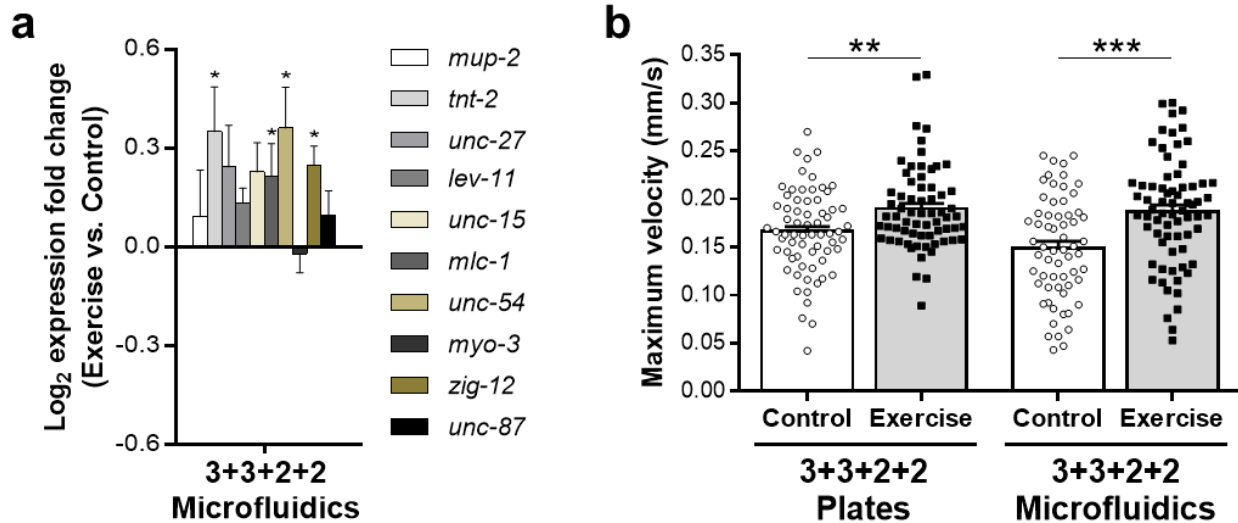 a
0.6
0.3
0.0
-0.3
-0.6
Log2 expression fold change
(Exercise vs. Control)
*
*
*
*
3+3+2+2
Microfluidics
mup-2
tnt-2
unc-27
lev-11
unc-15
mlc-1
unc-54
myo-3
zig-12
unc-87
b
0.35
0.30
0.25
0.20
0.15
0.10
0.05
0.00
Maximum velocity (mm/s)
**
***
Control Exercise Control Exercise
3+3+2+2 3+3+2+2
Plates Microfluidics